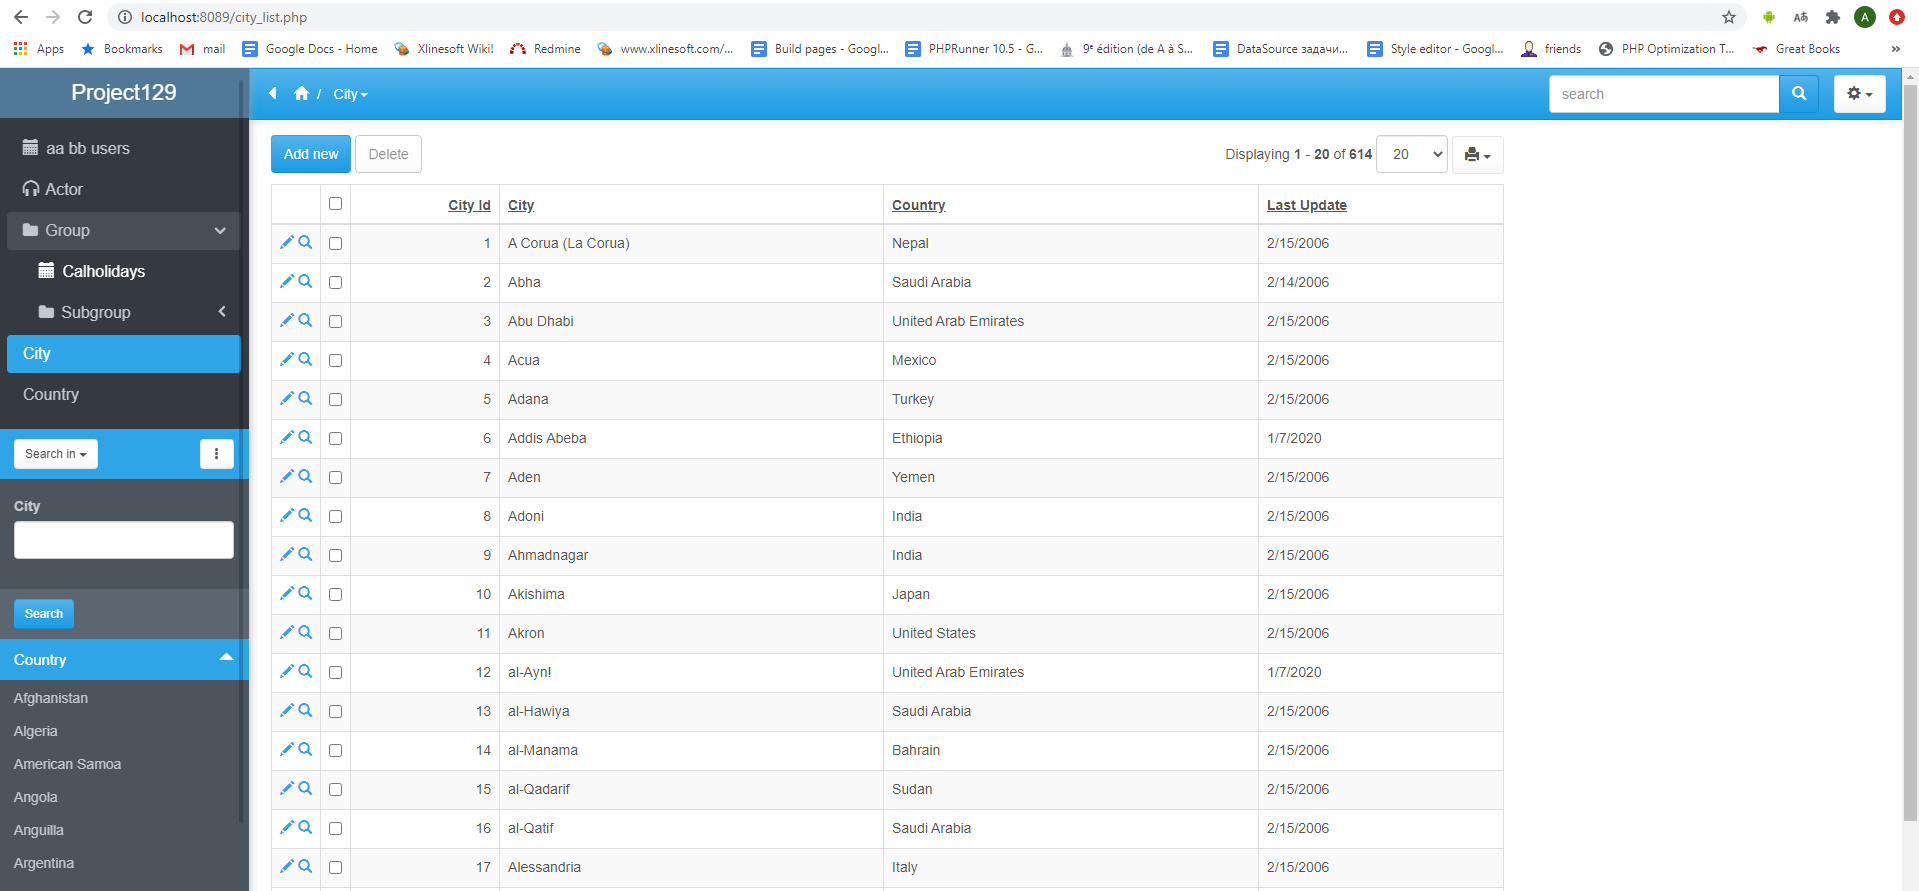 localhost:8089/city_list.php
A
Apps Bookmarks mail Google Docs - Home Xlinesoft Wiki! Redmine www.xlinesoft.com/... Build pages - Googl... PHPRunner 10.5 - G... 9ᵉ édition (de A à S... DataSource задачи... Style editor - Googl... friends PHP Optimization T... Great Books »
Project129
/ City
search
aa bb users
Actor
Group
Calholidays
Subgroup
City
Country
Search in
City
Search
Country
Afghanistan
Algeria
American Samoa
Angola
Anguilla
Argentina
Add new Delete
Displaying 1 - 20 of 614 20
City Id City Country Last Update
1 A Corua (La Corua) Nepal 2/15/2006
2 Abha Saudi Arabia 2/14/2006
3 Abu Dhabi United Arab Emirates 2/15/2006
4 Acua Mexico 2/15/2006
5 Adana Turkey 2/15/2006
6 Addis Abeba Ethiopia 1/7/2020
7 Aden Yemen 2/15/2006
8 Adoni India 2/15/2006
9 Ahmadnagar India 2/15/2006
10 Akishima Japan 2/15/2006
11 Akron United States 2/15/2006
12 al-Ayn! United Arab Emirates 1/7/2020
13 al-Hawiya Saudi Arabia 2/15/2006
14 al-Manama Bahrain 2/15/2006
15 al-Qadarif Sudan 2/15/2006
16 al-Qatif Saudi Arabia 2/15/2006
17 Alessandria Italy 2/15/2006